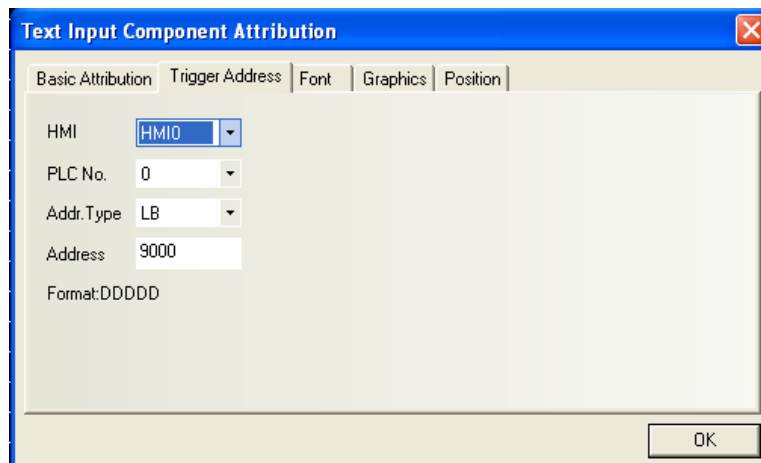 Text Input Component Attribution
Basic Attribution Trigger Address Font Graphics Position
HMI HMI0
PLC No. 0
Addr.Type LB
Address 9000
Format:DDDDD
OK